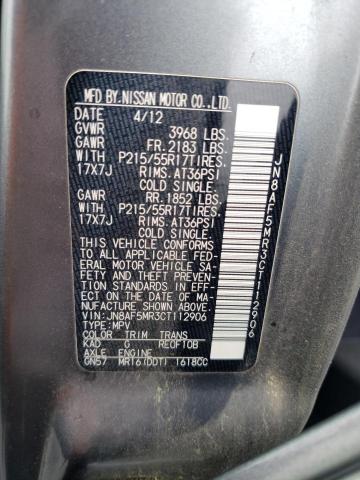 MFD BY.NISSAN MOTOR CO.,LTD.
DATE 4/12
GVWR 3968 LBS.
GAWR FR. 2183 LBS.
WITH P215/55R17TIRES.
17X7J RIMS. AT36PSI
COLD SINGLE.
GAWR RR. 1852 LBS.
WITH P215/55R17TIRES.
17X7J RIMS. AT36PSI
COLD SINGLE.
THIS VEHICLE CONFORMS
TO ALL APPLICABLE FED-
ERAL MOTOR VEHICLE SA-
FETY AND THEFT PREVENT-
ION STANDARDS IN EFFECT
ON THE DATE OF MA-
NUFACTURE SHOWN ABOVE.
VIN:JN8AF5MR3CT112906
TYPE:MPV
COLOR TRIM TRANS
KAD G RE0F10B
AXLE ENGINE
GN57 MR16(DDT) 1618CC
JN8AF5MR3CT112906